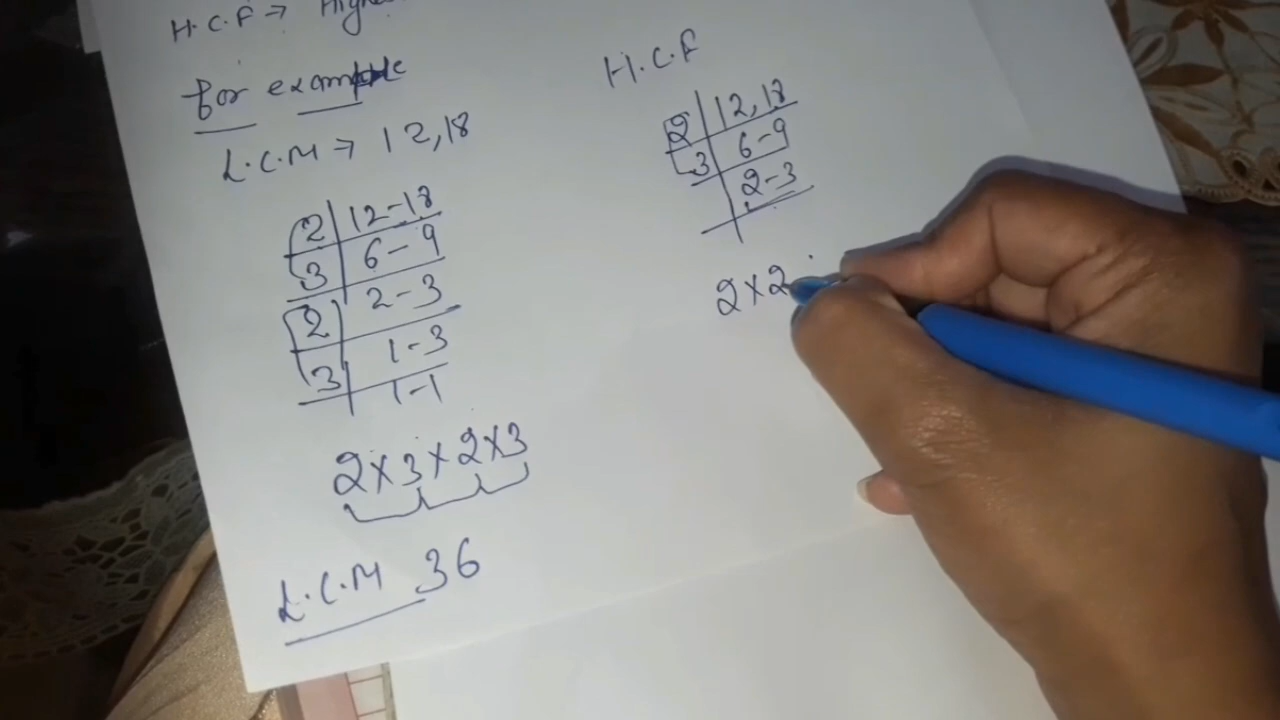 H.C.F →
for example
L.C.M → 12,18
2 | 12-18
3 | 6-9
2 | 2-3
3 | 1-3
1-1
2×3×2×3
L.C.M 36
H.C.F
2 | 12,18
3 | 6-9
2-3
2×2